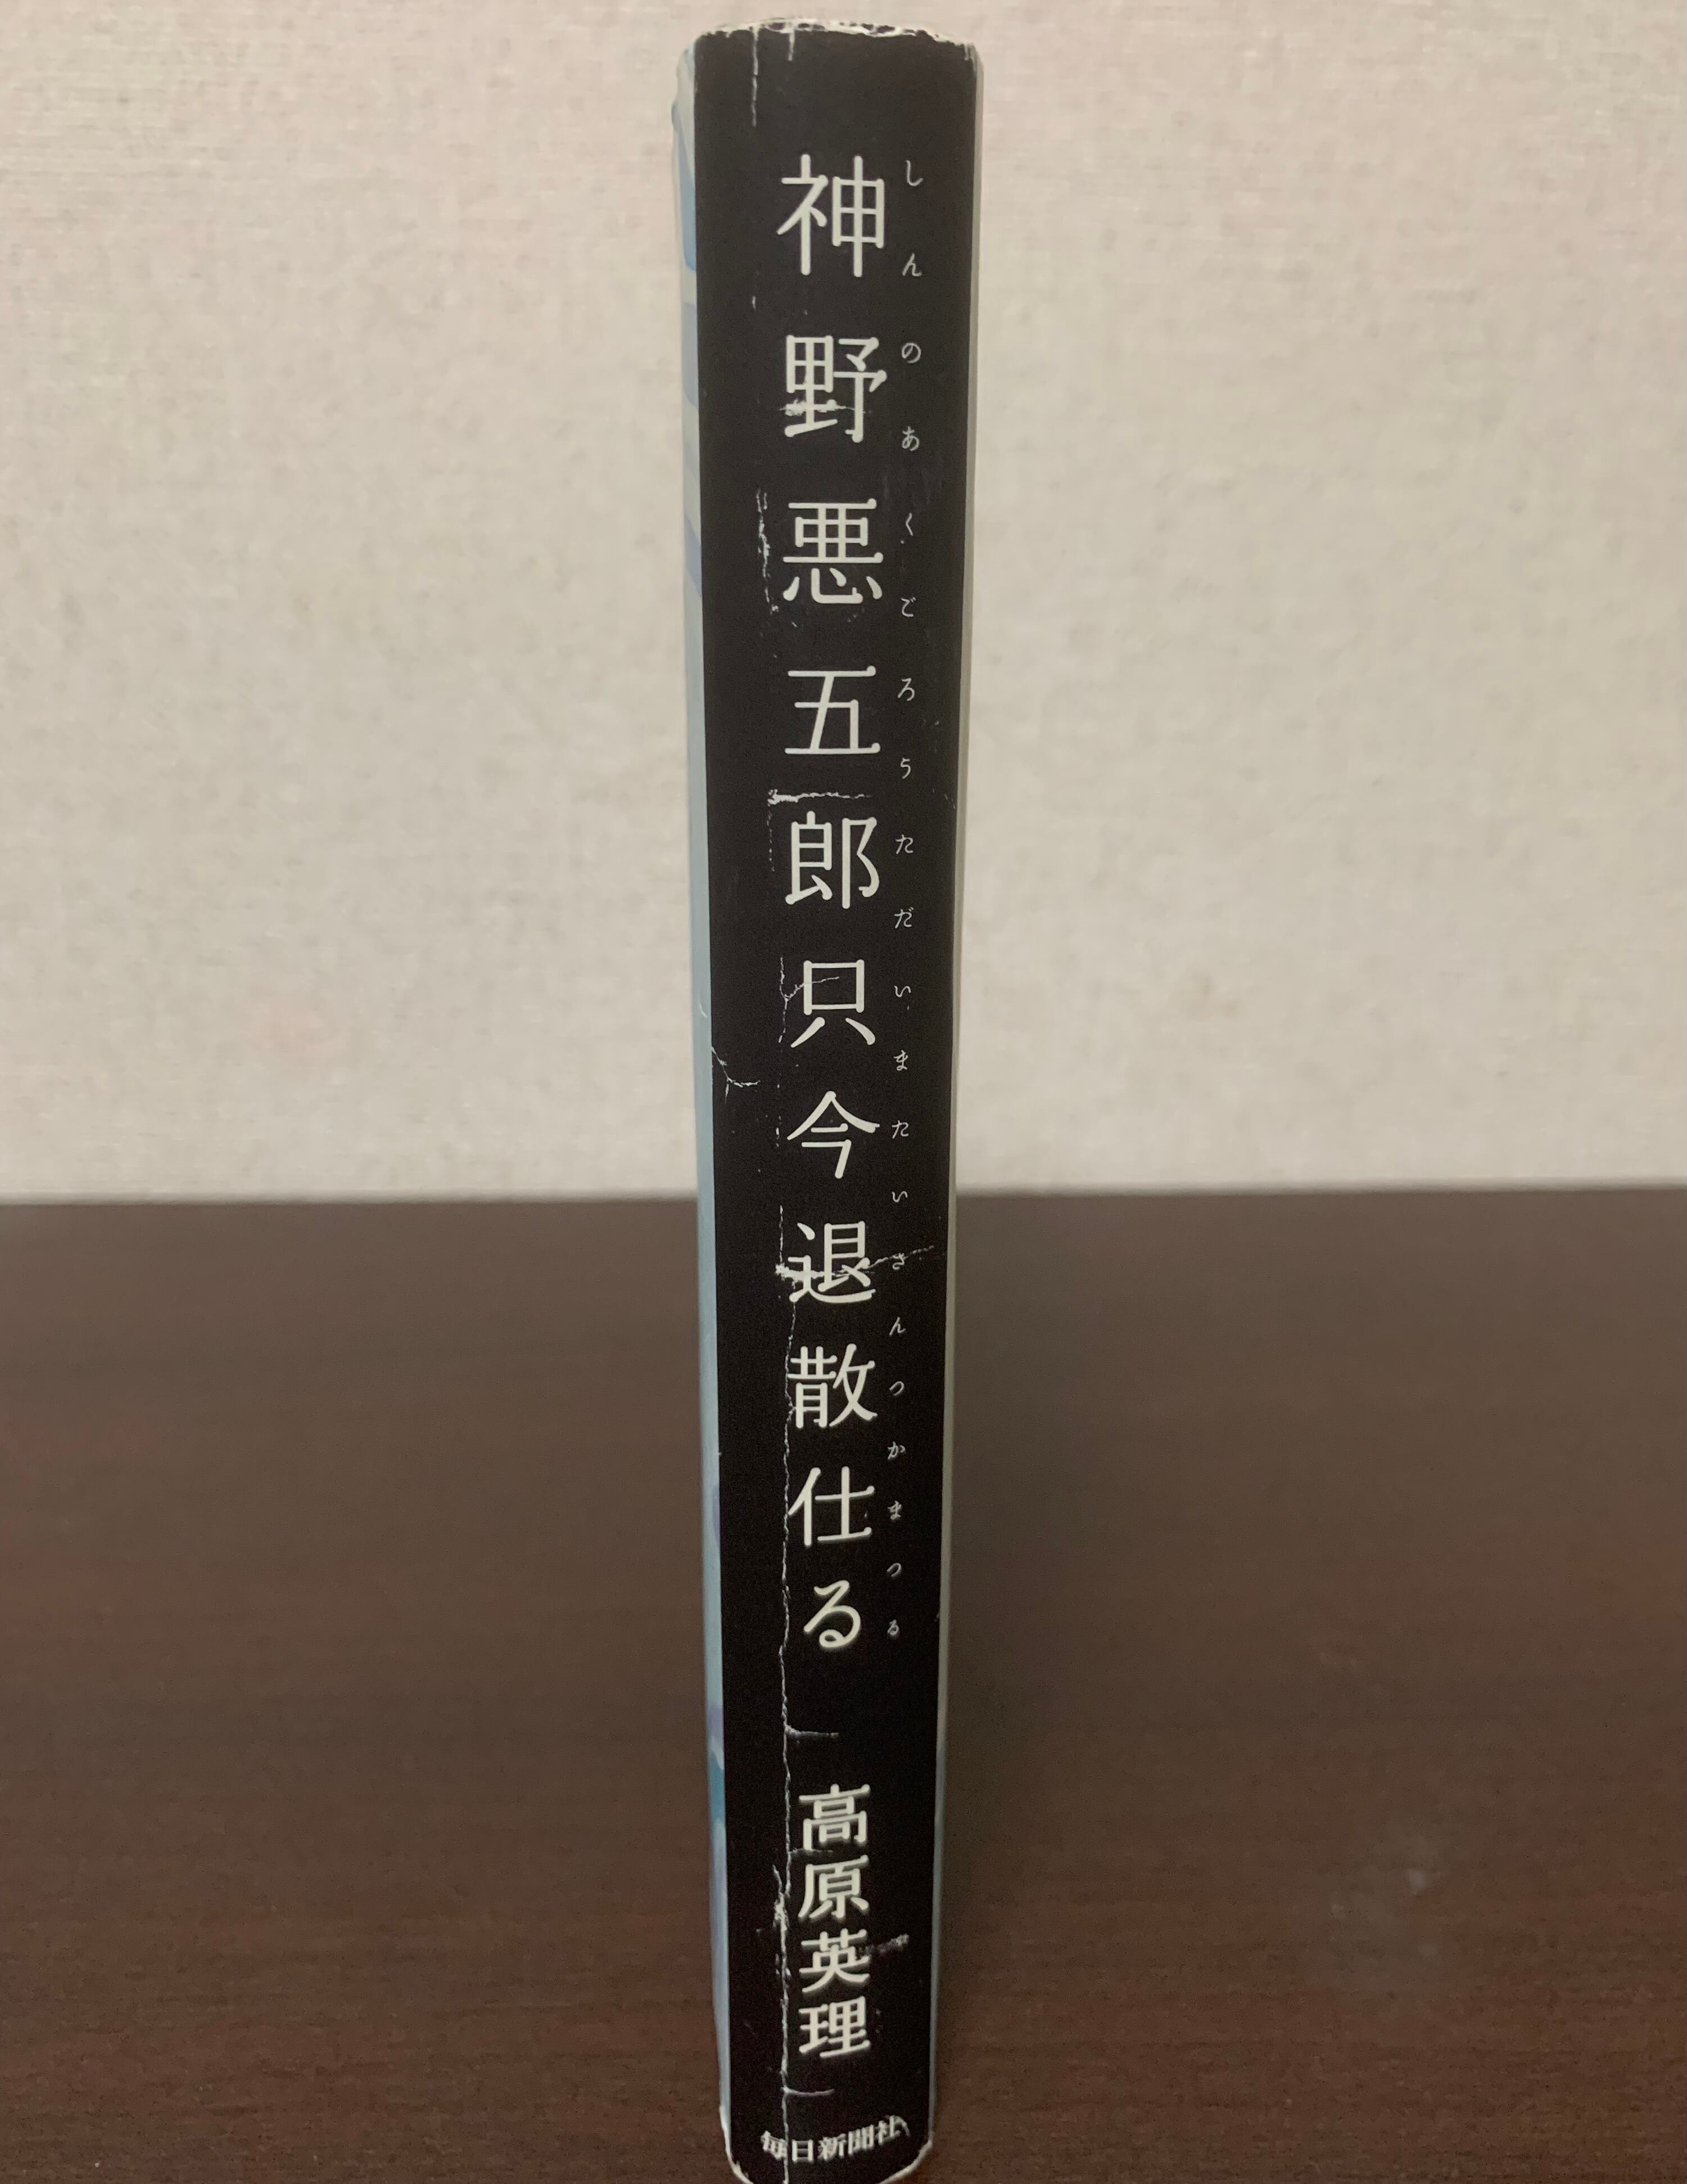 神野悪五郎只今退散仕る
しんのあくごろうただいまたいさんつかまつる
高原英理
毎日新聞社